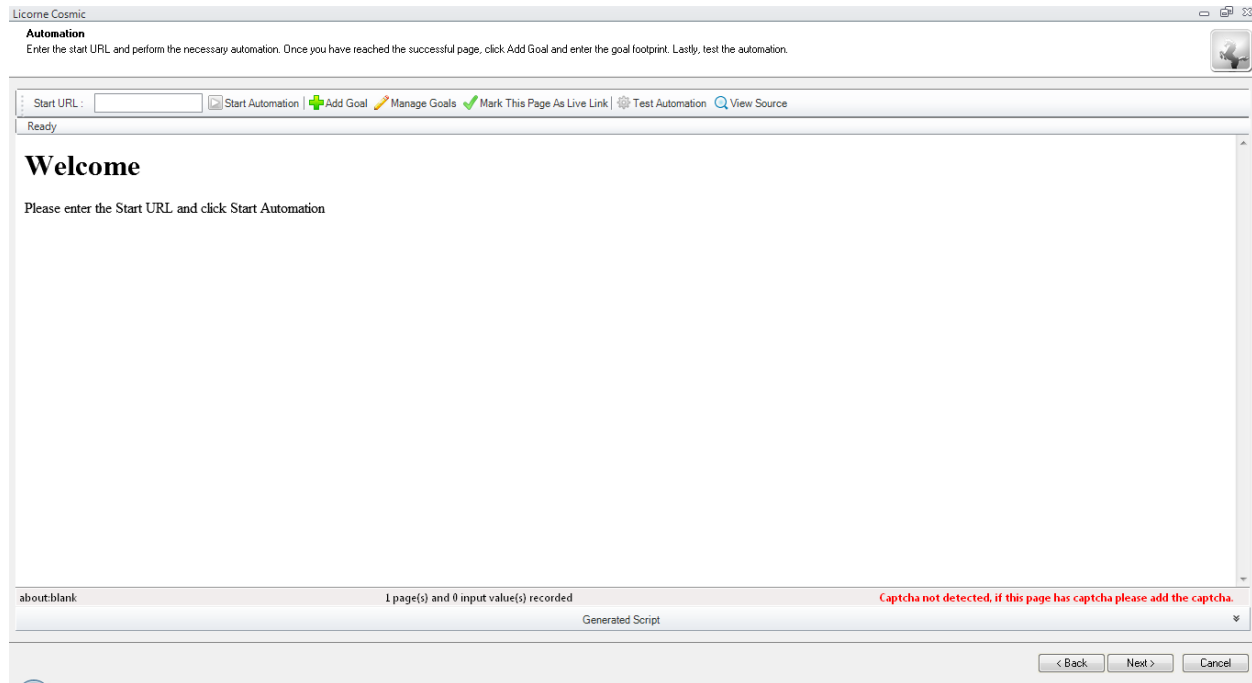 Licorne Cosmic
Automation
Enter the start URL and perform the necessary automation. Once you have reached the successful page, click Add Goal and enter the goal footprint. Lastly, test the automation.
Start URL : Start Automation Add Goal Manage Goals Mark This Page As Live Link Test Automation View Source
Ready
Welcome
Please enter the Start URL and click Start Automation
about:blank 1 page(s) and 0 input value(s) recorded Captcha not detected, if this page has captcha please add the captcha.
Generated Script
< Back Next > Cancel